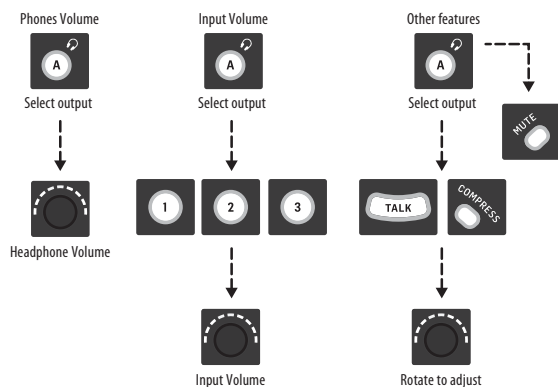 Phones Volume
A
Select output
Headphone Volume
Input Volume
A
Select output
1 2 3
Input Volume
Other features
A
Select output
MUTE
TALK
COMPRESS
Rotate to adjust